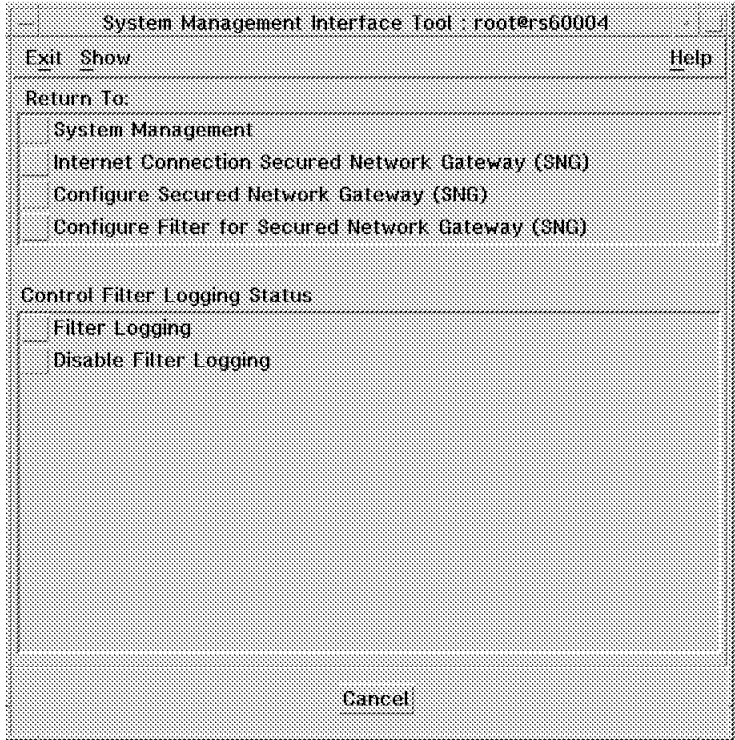 System Management Interface Tool : root@rs60004
Exit Show Help
Return To:
System Management
Internet Connection Secured Network Gateway (SNG)
Configure Secured Network Gateway (SNG)
Configure Filter for Secured Network Gateway (SNG)
Control Filter Logging Status
Filter Logging
Disable Filter Logging
Cancel